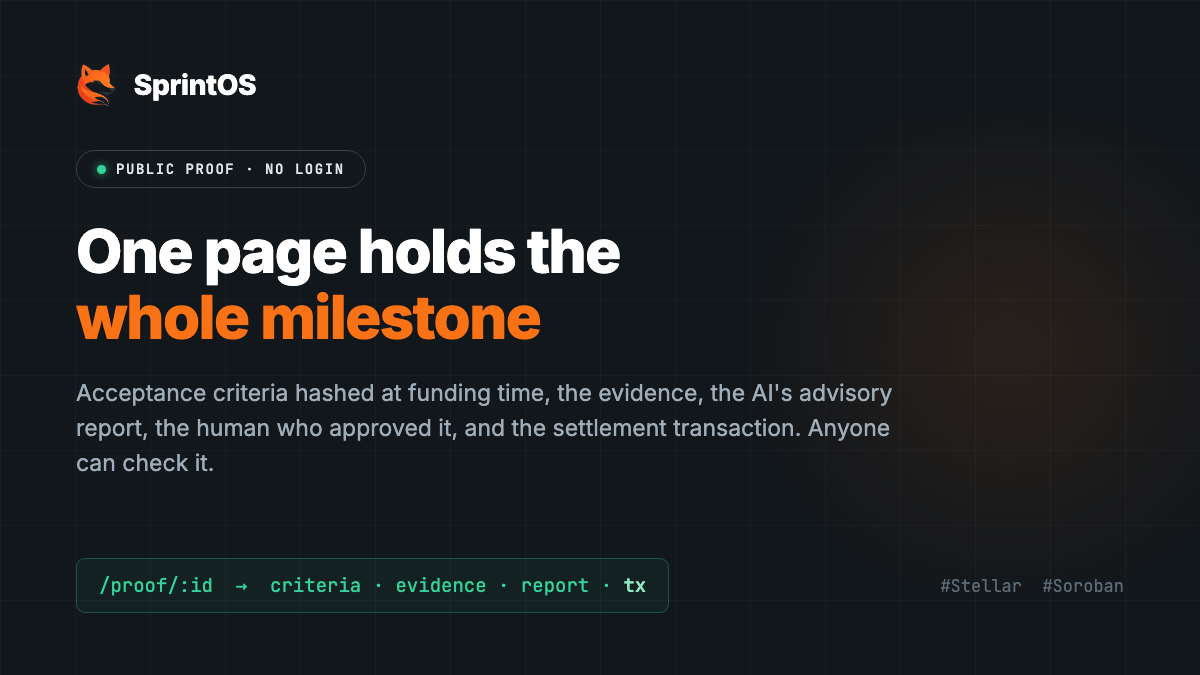 SprintOS
PUBLIC PROOF · NO LOGIN
One page holds the
whole milestone
Acceptance criteria hashed at funding time, the evidence, the AI's advisory
report, the human who approved it, and the settlement transaction. Anyone
can check it.
/proof/:id → criteria · evidence · report · tx
#Stellar #Soroban